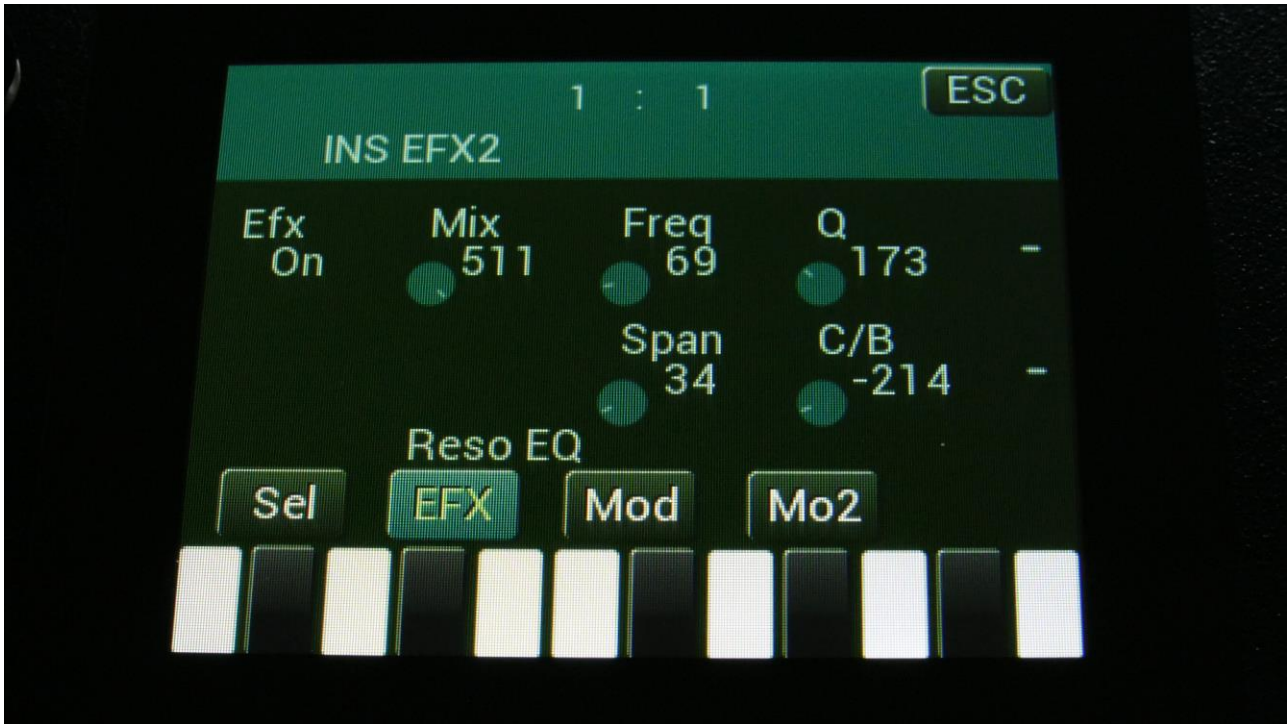 1 : 1 ESC
INS EFX2
Efx Mix Freq Q
On 511 69 173 -
Span C/B
34 -214 -
Reso EQ
Sel EFX Mod Mo2